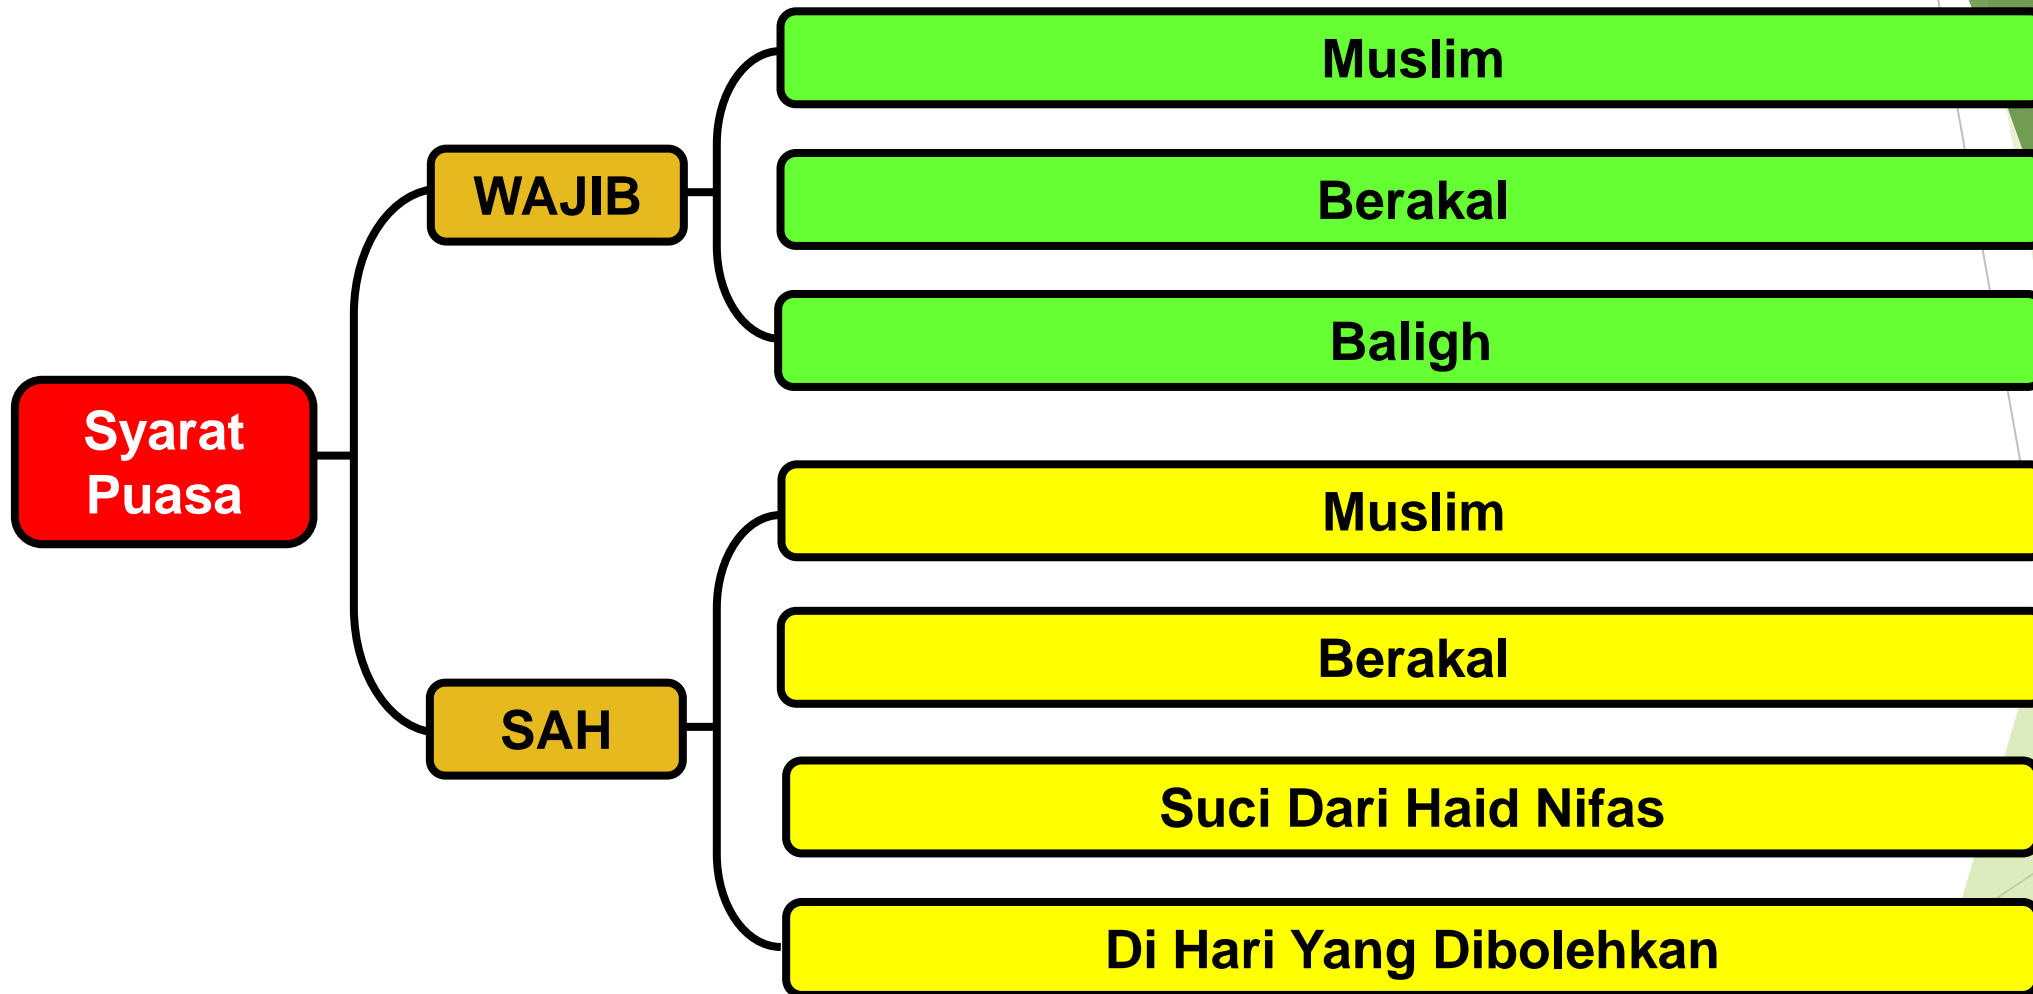 Syarat
Puasa
WAJIB
Muslim
Berakal
Baligh
SAH
Muslim
Berakal
Suci Dari Haid Nifas
Di Hari Yang Dibolehkan